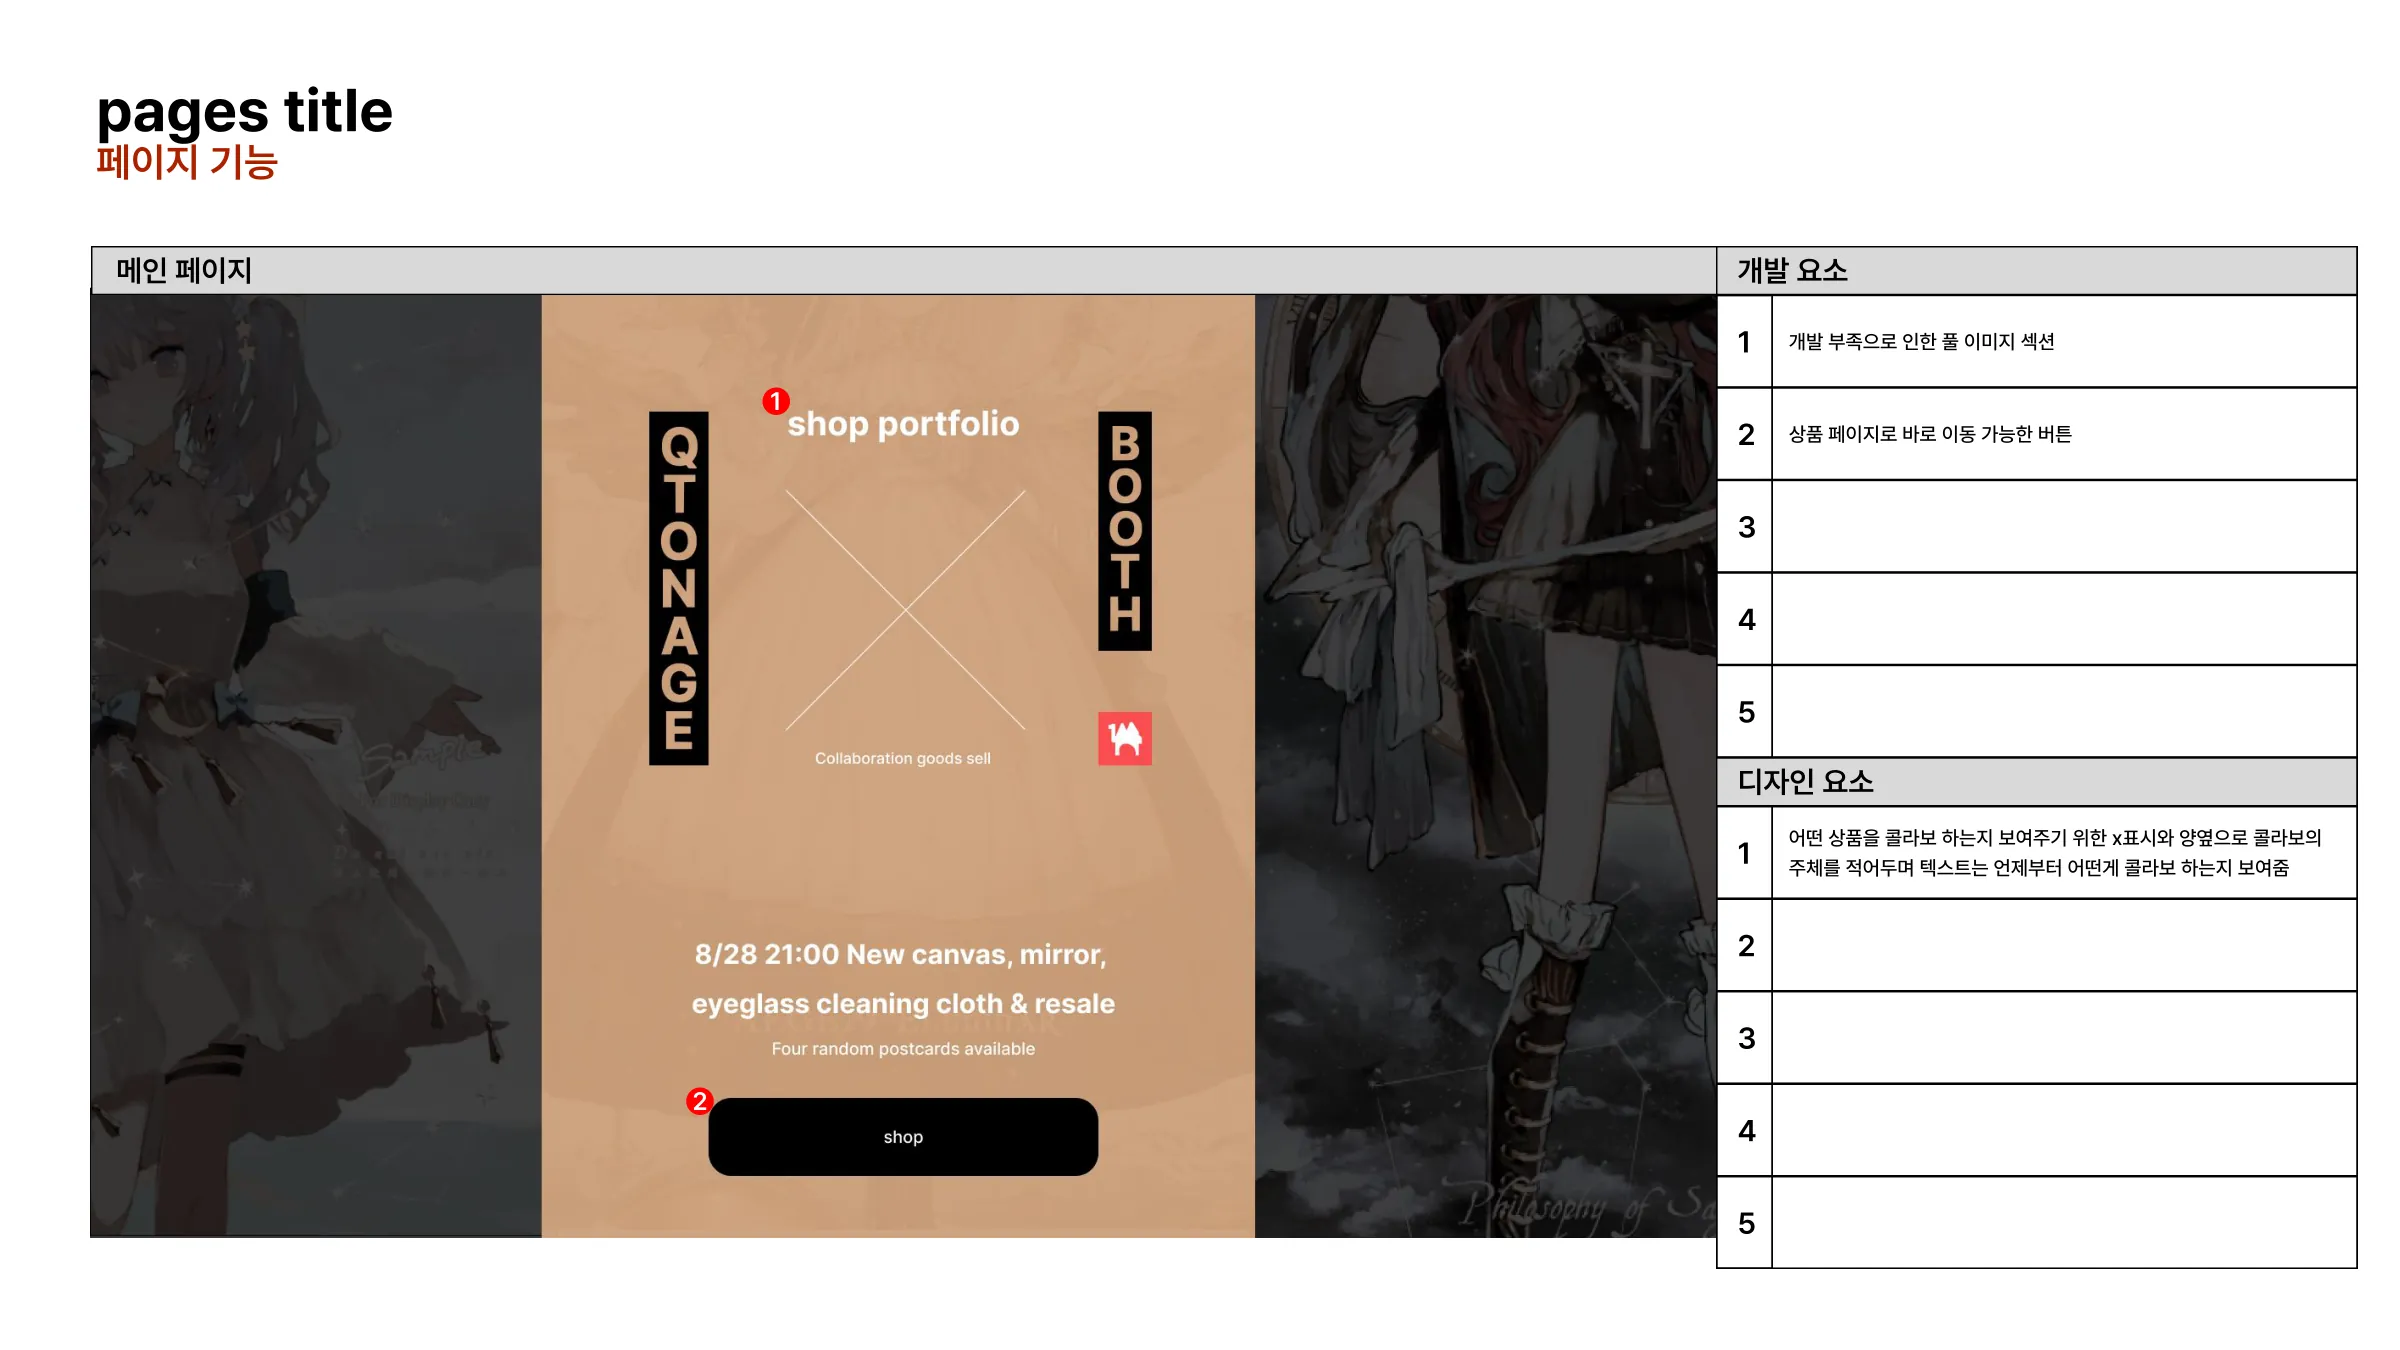 pages title
페이지 기능
메인 페이지
1
shop portfolio
QTONAGE
BOOTH
Collaboration goods sell
8/28 21:00 New canvas, mirror,
eyeglass cleaning cloth & resale
Four random postcards available
2
shop
Sample
Philosophy of Sa
개발 요소
1 개발 부족으로 인한 풀 이미지 섹션
2 상품 페이지로 바로 이동 가능한 버튼
3
4
5
디자인 요소
1 어떤 상품을 콜라보 하는지 보여주기 위한 x표시와 양옆으로 콜라보의
주체를 적어두며 텍스트는 언제부터 어떤게 콜라보 하는지 보여줌
2
3
4
5